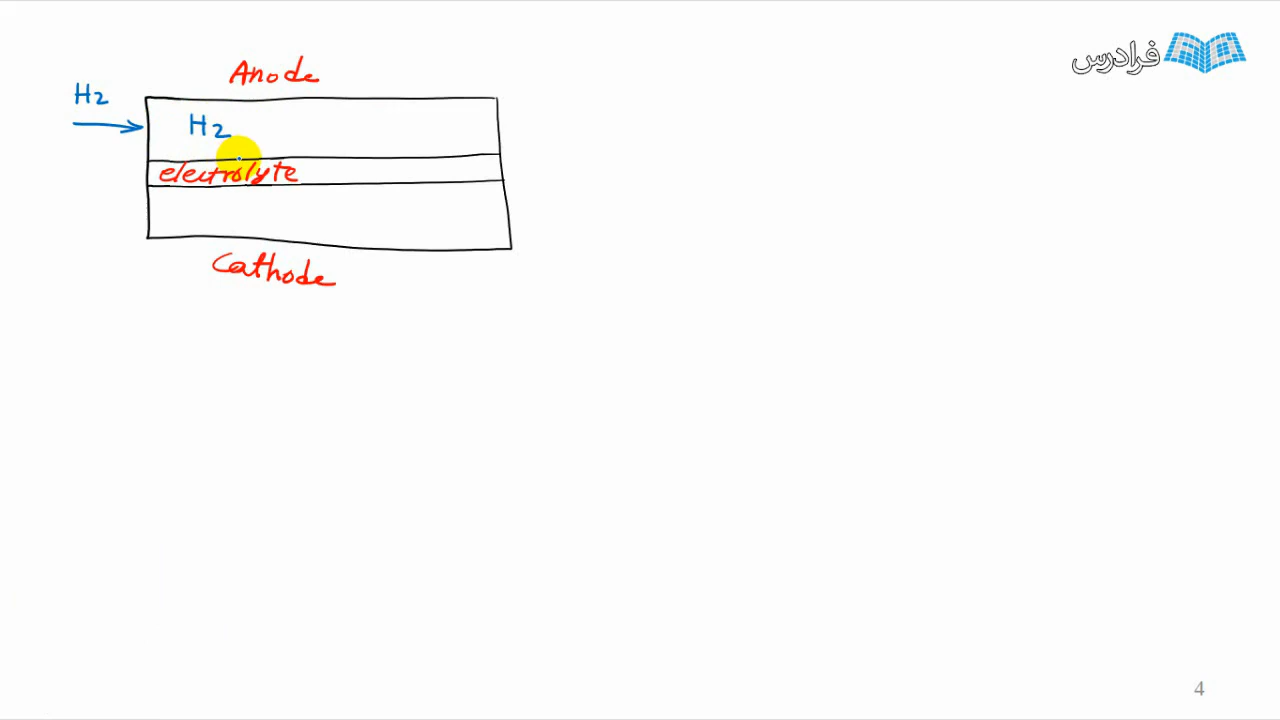 فرادرس
Anode
H2
H2
electrolyte
Cathode
4